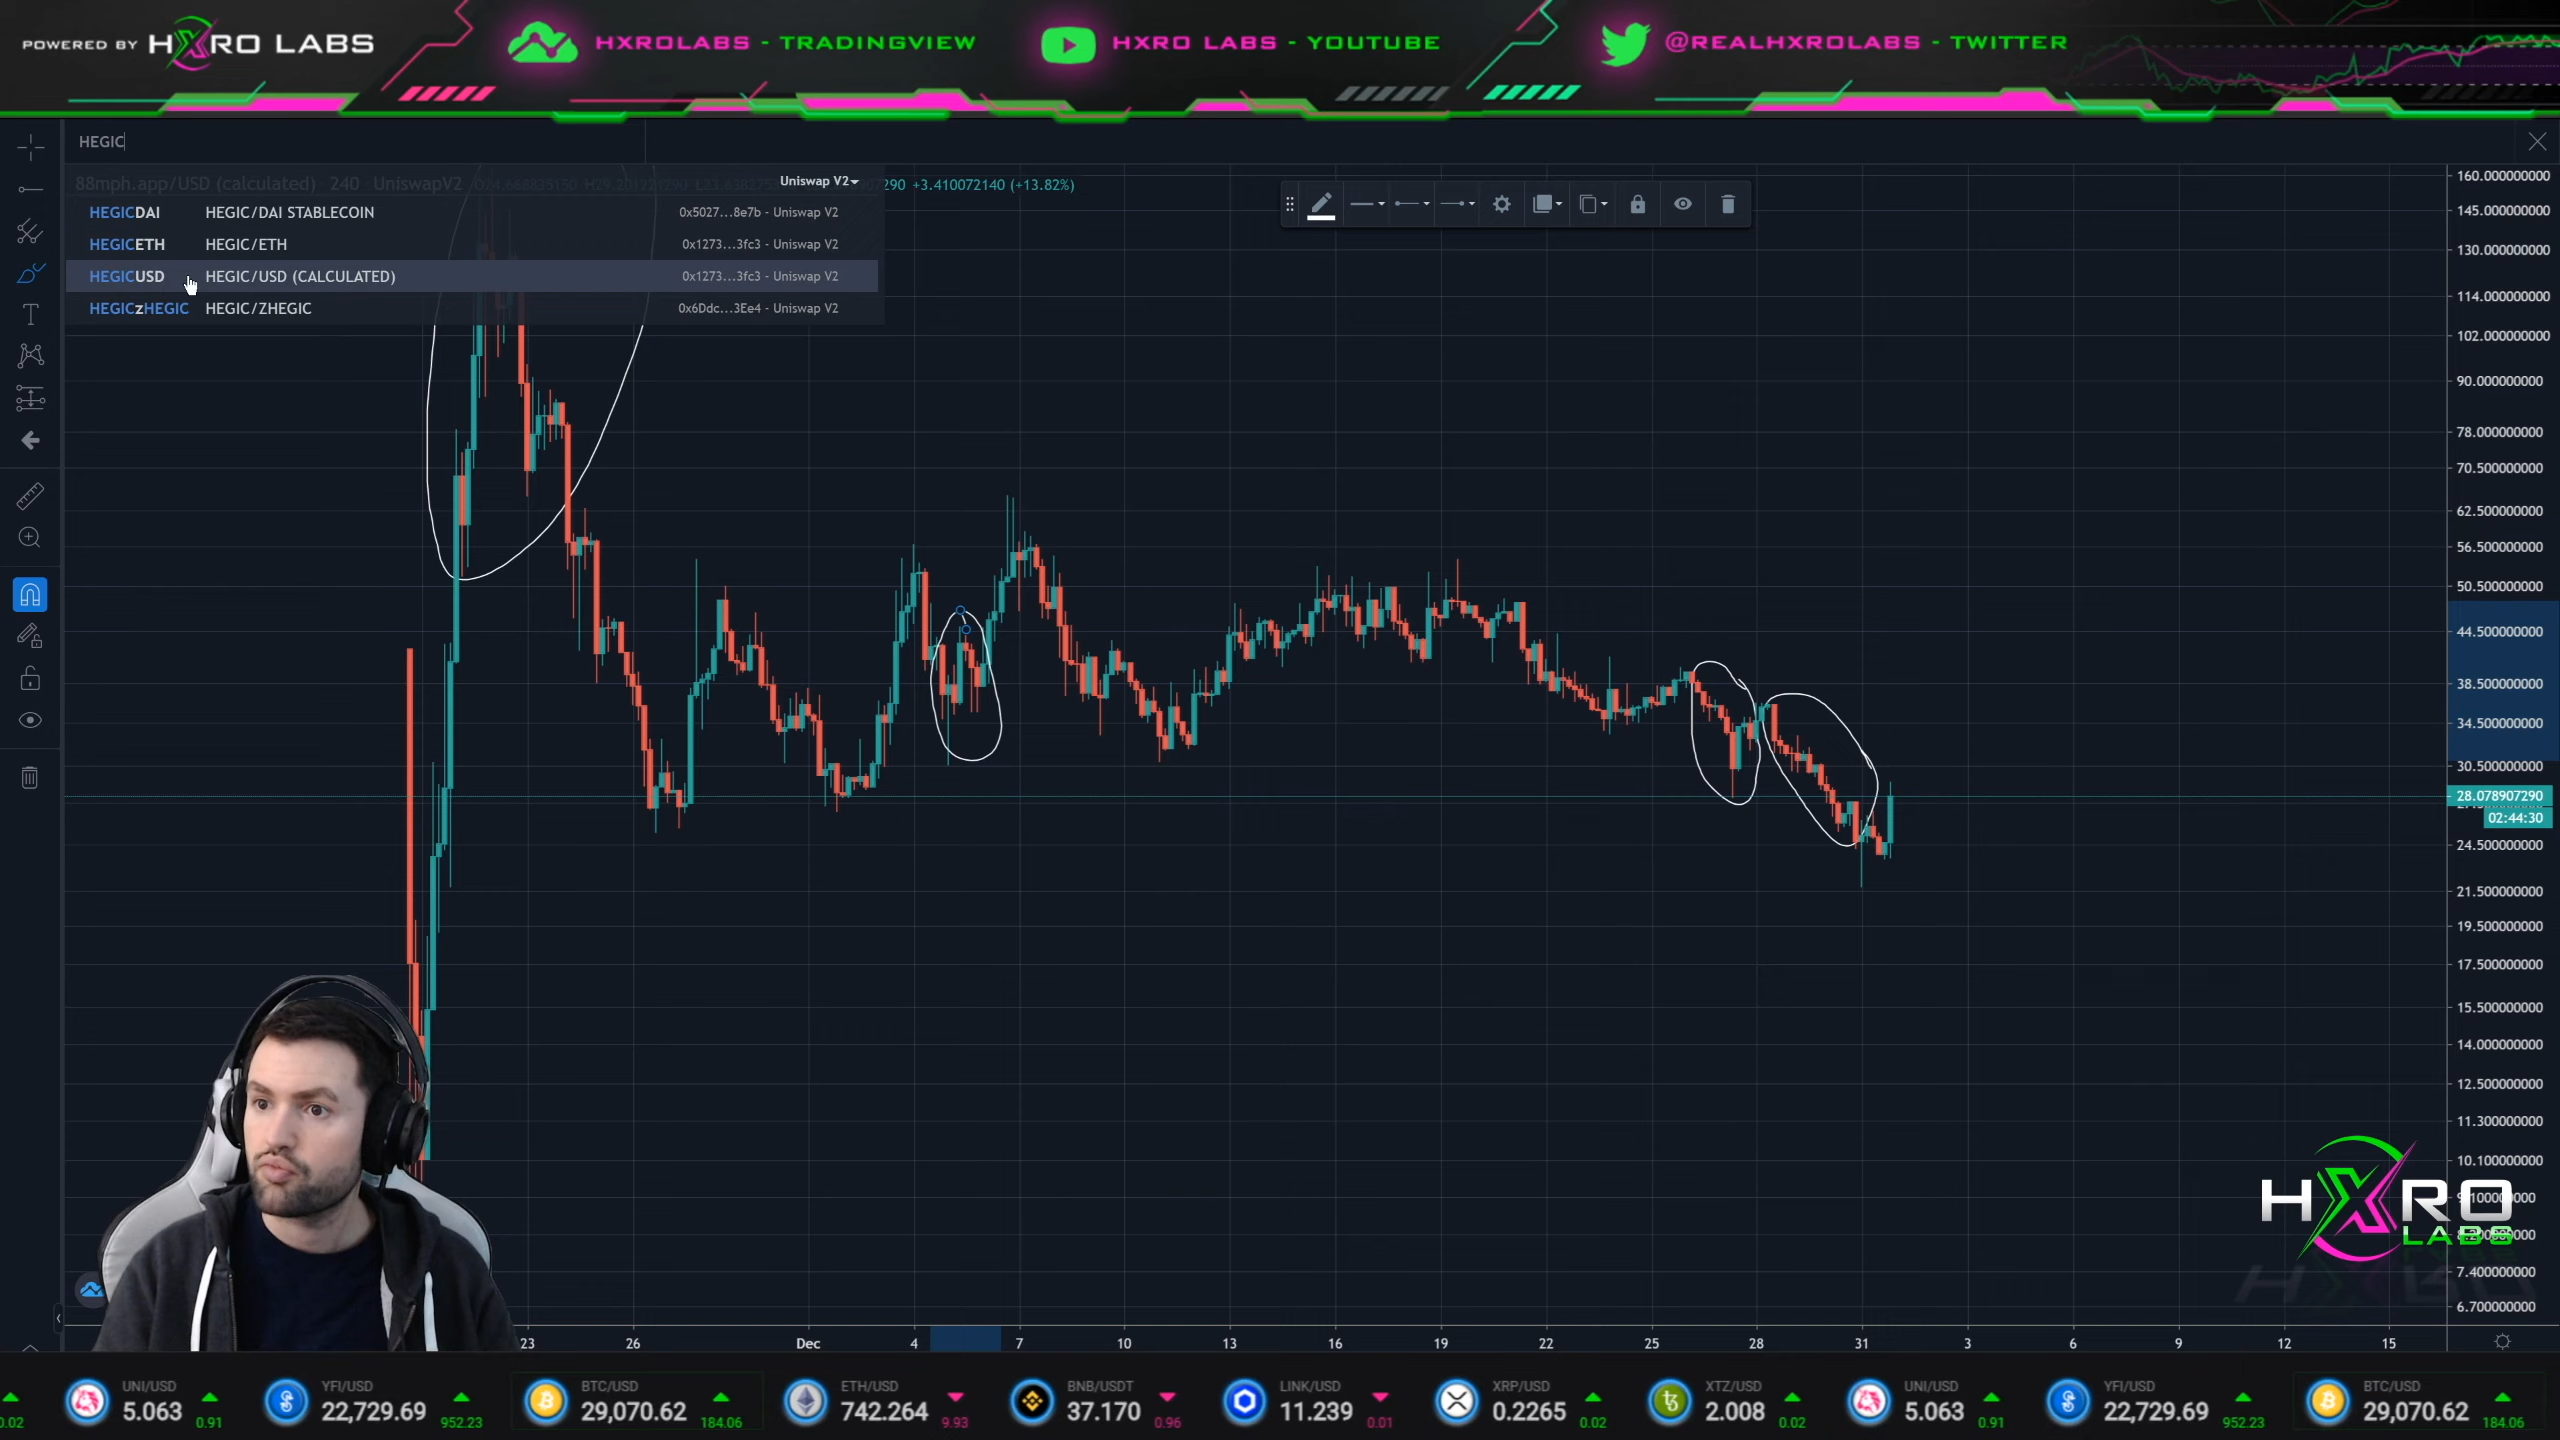 POWERED BY HXRO LABS
HXROLABS - TRADINGVIEW
HXRO LABS - YOUTUBE
@REALHXROLABS - TWITTER
HEGIC
88mph.app/USD (calculated) 240 UniswapV2
Uniswap V2
290 +3.410072140 (+13.82%)
HEGICDAI HEGIC/DAI STABLECOIN 0x5027...8e7b - Uniswap V2
HEGICETH HEGIC/ETH 0x1273...3fc3 - Uniswap V2
HEGICUSD HEGIC/USD (CALCULATED) 0x1273...3fc3 - Uniswap V2
HEGICzHEGIC HEGIC/ZHEGIC 0x6Ddc...3Ee4 - Uniswap V2
T
160.000000000
145.000000000
130.000000000
114.000000000
102.000000000
90.000000000
78.000000000
70.500000000
62.500000000
56.500000000
50.500000000
44.500000000
38.500000000
34.500000000
30.500000000
28.078907290
02:44:30
24.500000000
21.500000000
19.500000000
17.500000000
15.500000000
14.000000000
12.500000000
11.300000000
10.100000000
HXRO
LABS
7.400000000
6.700000000
23 26 Dec 4 7 10 13 16 19 22 25 28 31 3 6 9 12 15
0.02
UNI/USD
5.063 0.91
YFI/USD
22,729.69 952.23
BTC/USD
29,070.62 184.06
ETH/USD
742.264 9.93
BNB/USDT
37.170 0.96
LINK/USD
11.239 0.01
XRP/USD
0.2265 0.02
XTZ/USD
2.008 0.02
UNI/USD
5.063 0.91
YFI/USD
22,729.69 952.23
BTC/USD
29,070.62 184.06